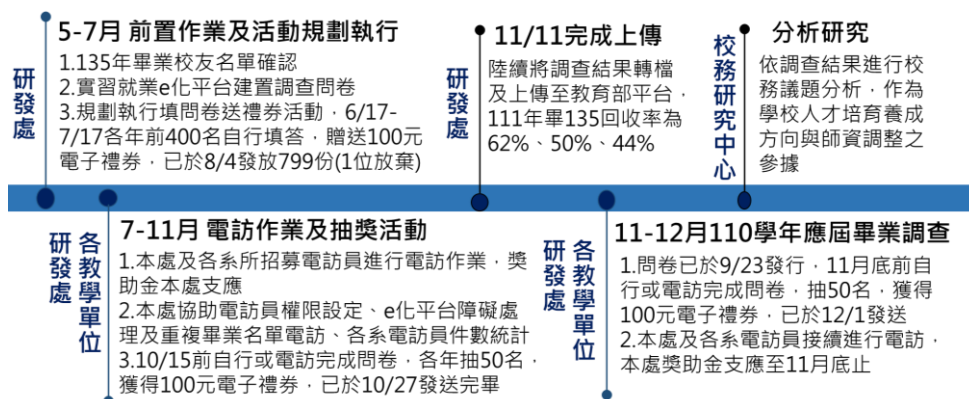 5-7月 前置作業及活動規劃執行
研發處
1.135年畢業校友名單確認
2.實習就業e化平台建置調查問卷
3.規劃執行填問卷送禮券活動，6/17-
7/17各年前400名自行填答，贈送100元
電子禮券，已於8/4發放799份(1位放棄)
11/11完成上傳
研發處
陸續將調查結果轉檔
及上傳至教育部平台，
111年畢135回收率為
62%、50%、44%
分析研究
校務研究中心
依調查結果進行校
務議題分析，作為
學校人才培育養成
方向與師資調整之
參據
7-11月 電訪作業及抽獎活動
各教學單位
研發處
1.本處及各系所招募電訪員進行電訪作業，獎
助金本處支應
2.本處協助電訪員權限設定、e化平台障礙處
理及重複畢業名單電訪、各系電訪員件數統計
3.10/15前自行或電訪完成問卷，各年抽50名，
獲得100元電子禮券，已於10/27發送完畢
11-12月110學年應屆畢業調查
各教學單位
研發處
1.問卷已於9/23發行，11月底前自
行或電訪完成問卷，抽50名，獲得
100元電子禮券，已於12/1發送
2.本處及各系電訪員接續進行電訪，
本處獎助金支應至11月底止